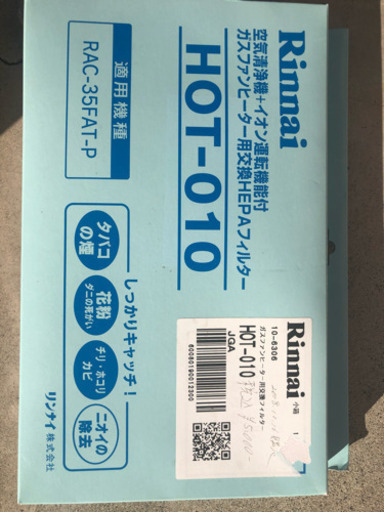 Rinnai
空気清浄機+イオン運転機能付
ガスファンヒーター用交換HEPAフィルター
HOT-010
適用機種
RAC-35FAT-P
しっかりキャッチ!
タバコ
の煙
花粉
ダニの死がい
チリ・ホコリ
カビ
ニオイの
除去
リンナイ株式会社
Rinnai
小箱 1
10-6306
ガスファンヒーター用交換フィルター
HOT-010
JGA
60080190012300